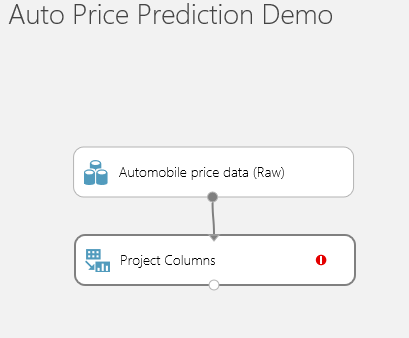 Auto Price Prediction Demo
Automobile price data (Raw)
Project Columns